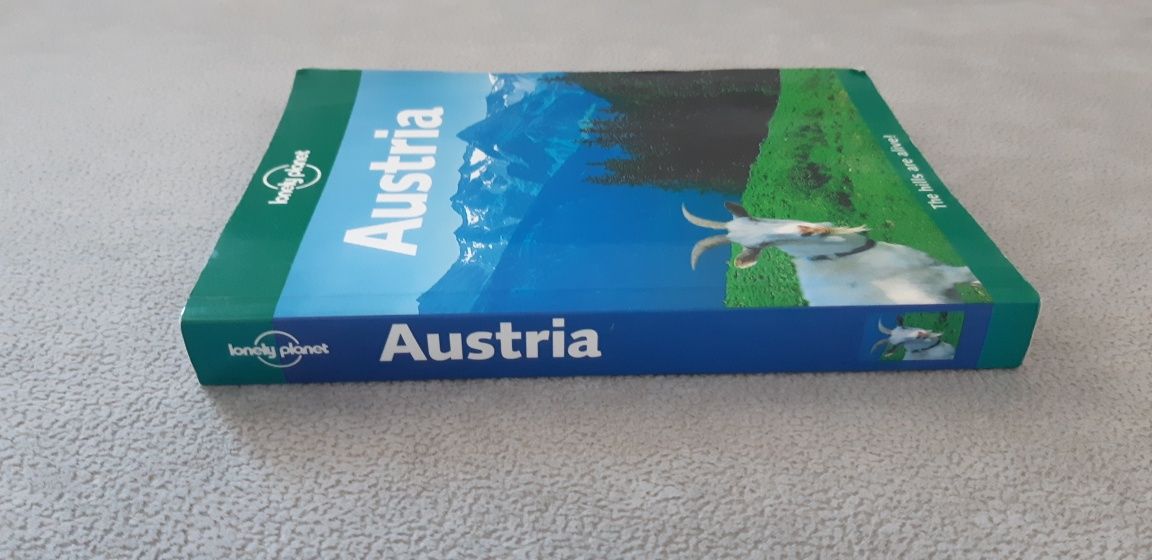 lonely planet
Austria
The hills are alive!
lonely planet
Austria